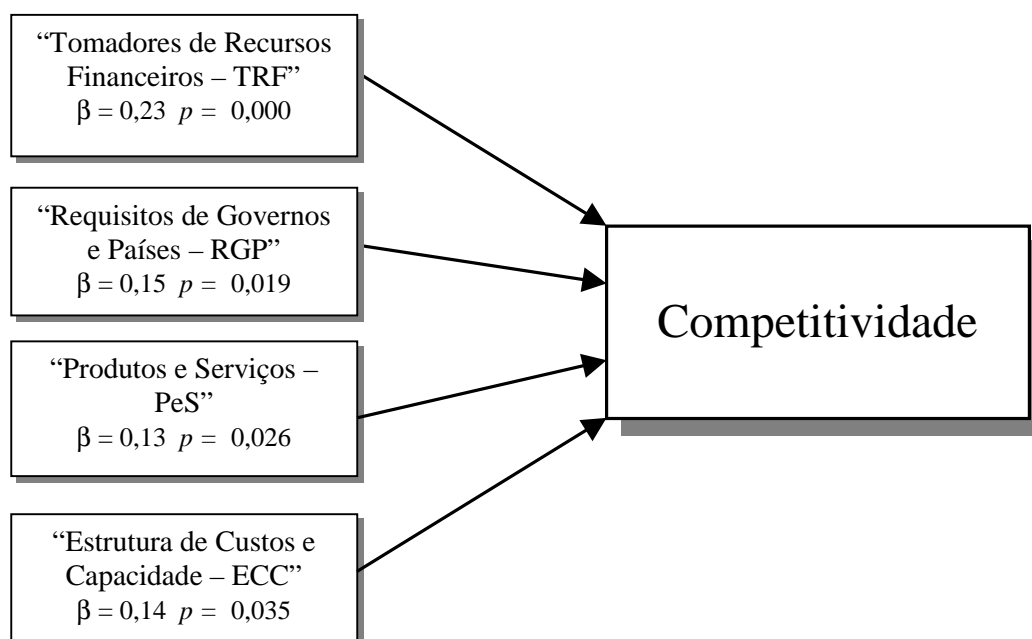 “Tomadores de Recursos
Financeiros – TRF”
β = 0,23 p = 0,000
“Requisitos de Governos
e Países – RGP”
β = 0,15 p = 0,019
“Produtos e Serviços –
PeS”
β = 0,13 p = 0,026
“Estrutura de Custos e
Capacidade – ECC”
β = 0,14 p = 0,035
Competitividade